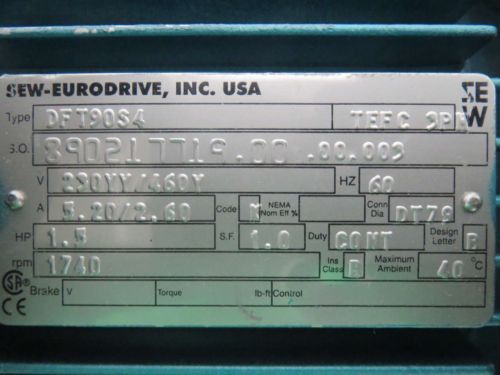 SEW-EURODRIVE, INC. USA
SE
W
Type DFT90S4 TEFC 3PH
S.O. .00.003
V 230YY/460Y HZ 60
A 5.20/2.60 Code M NEMA Nom Eff % Conn Dia DT79
HP 1.5 S.F. 1.0 Duty CONT Design Letter B
rpm 1740 Ins Class B Maximum Ambient 40 °C
Brake V Torque lb-ft Control
SA
CE